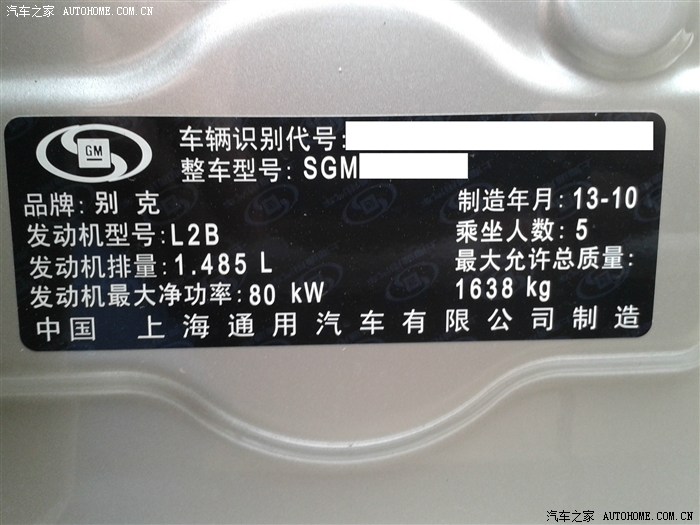 汽车之家 AUTOHOME.COM.CN
GM
车辆识别代号:
整车型号: SGM
品牌: 别克
制造年月: 13-10
发动机型号: L2B
乘坐人数: 5
发动机排量: 1.485 L
最大允许总质量:
发动机最大净功率: 80 kW
1638 kg
中国 上海通用汽车有限公司制造
汽车之家 AUTOHOME.COM.CN